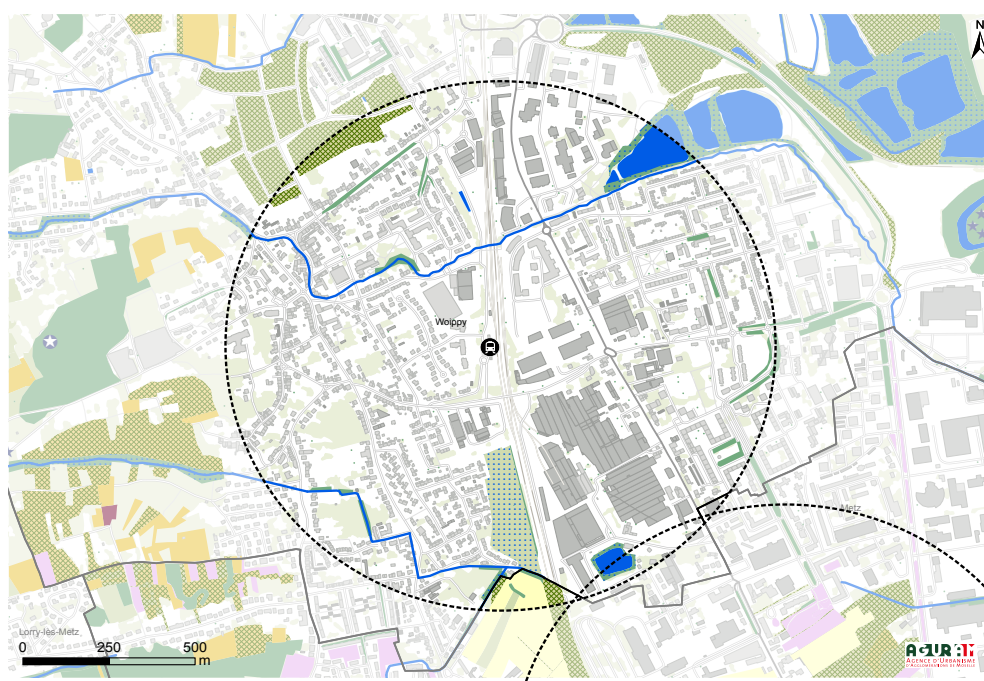 N
Woippy
Metz
Lorry-lès-Metz
0 250 500
m
AGURAM
AGENCE D'URBANISME
D'AGGLOMÉRATIONS DE MOSELLE